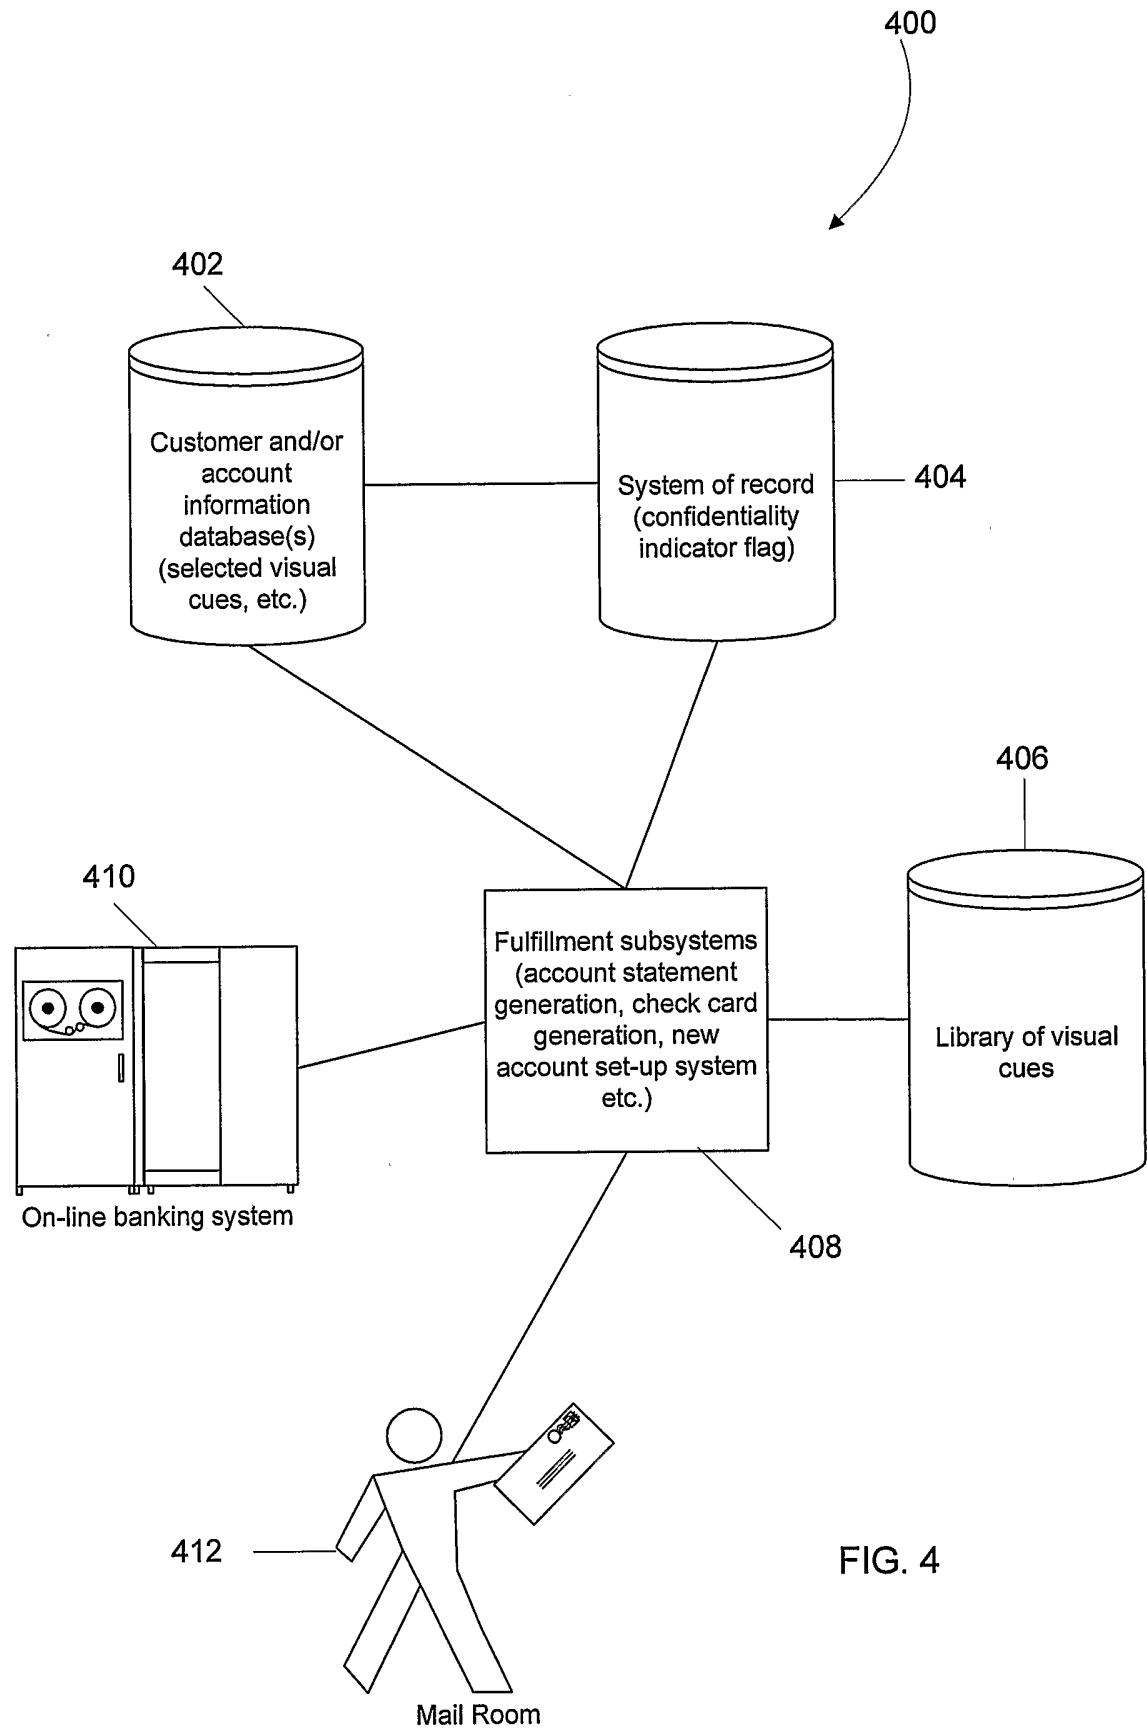 400
402
Customer and/or
account
information
database(s)
(selected visual
cues, etc.)
System of record
(confidentiality
indicator flag)
404
406
410
Fulfillment subsystems
(account statement
generation, check card
generation, new
account set-up system
etc.)
Library of visual
cues
On-line banking system
408
412
FIG. 4
Mail Room